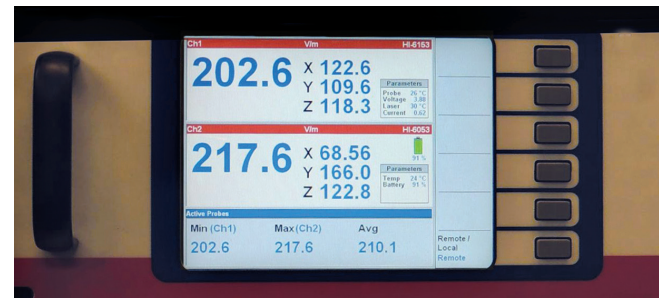 Ch1 V/m HI-6153
202.6
X 122.6
Y 109.6
Z 118.3
Parameters
Probe 26 °C
Voltage 3.88
Laser 30 °C
Current 0.62
Ch2 V/m HI-6053
217.6
X 68.56
Y 166.0
Z 122.8
91 %
Parameters
Temp 24 °C
Battery 91 %
Active Probes
Min (Ch1) Max(Ch2) Avg
202.6 217.6 210.1
Remote /
Local
Remote